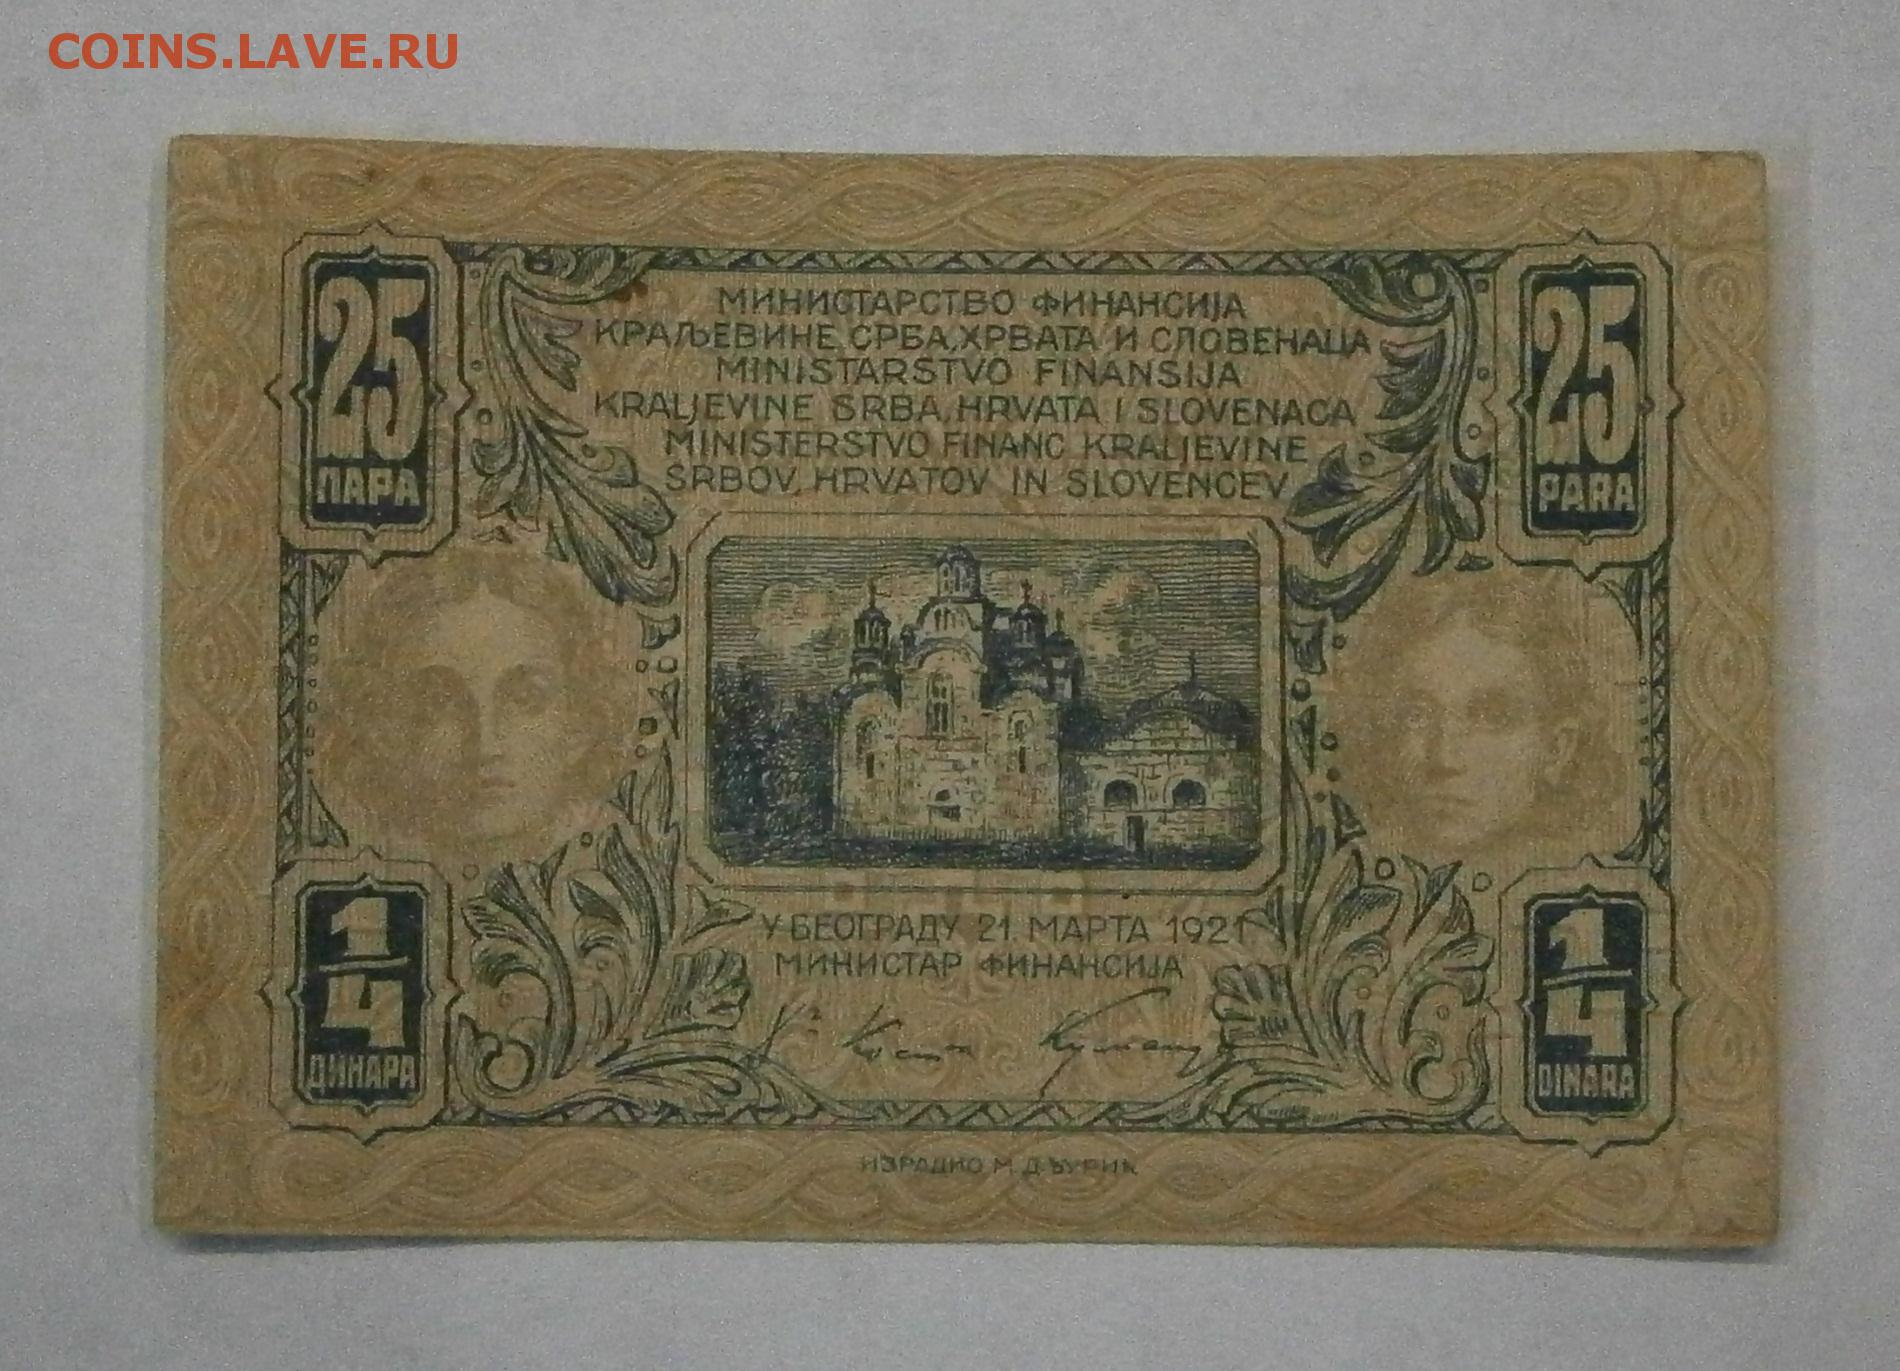 COINS.LAVE.RU
25
ПАРА
25
PARA
МИНИСТАРСТВО ФИНАНСИЈА
КРАЉЕВИНЕ СРБА, ХРВАТА И СЛОВЕНАЦА
MINISTARSTVO FINANSIJA
KRALJEVINE SRBA, HRVATA I SLOVENACA
MINISTERSTVO FINANC KRALJEVINE
SRBOV, HRVATOV IN SLOVENCEV
У БЕОГРАДУ 21. МАРТА 1921
МИНИСТАР ФИНАНСИЈА
1/4
ДИНАРА
1/4
DINARA
ИЗРАДИО М. Д. ЂУРИЋ